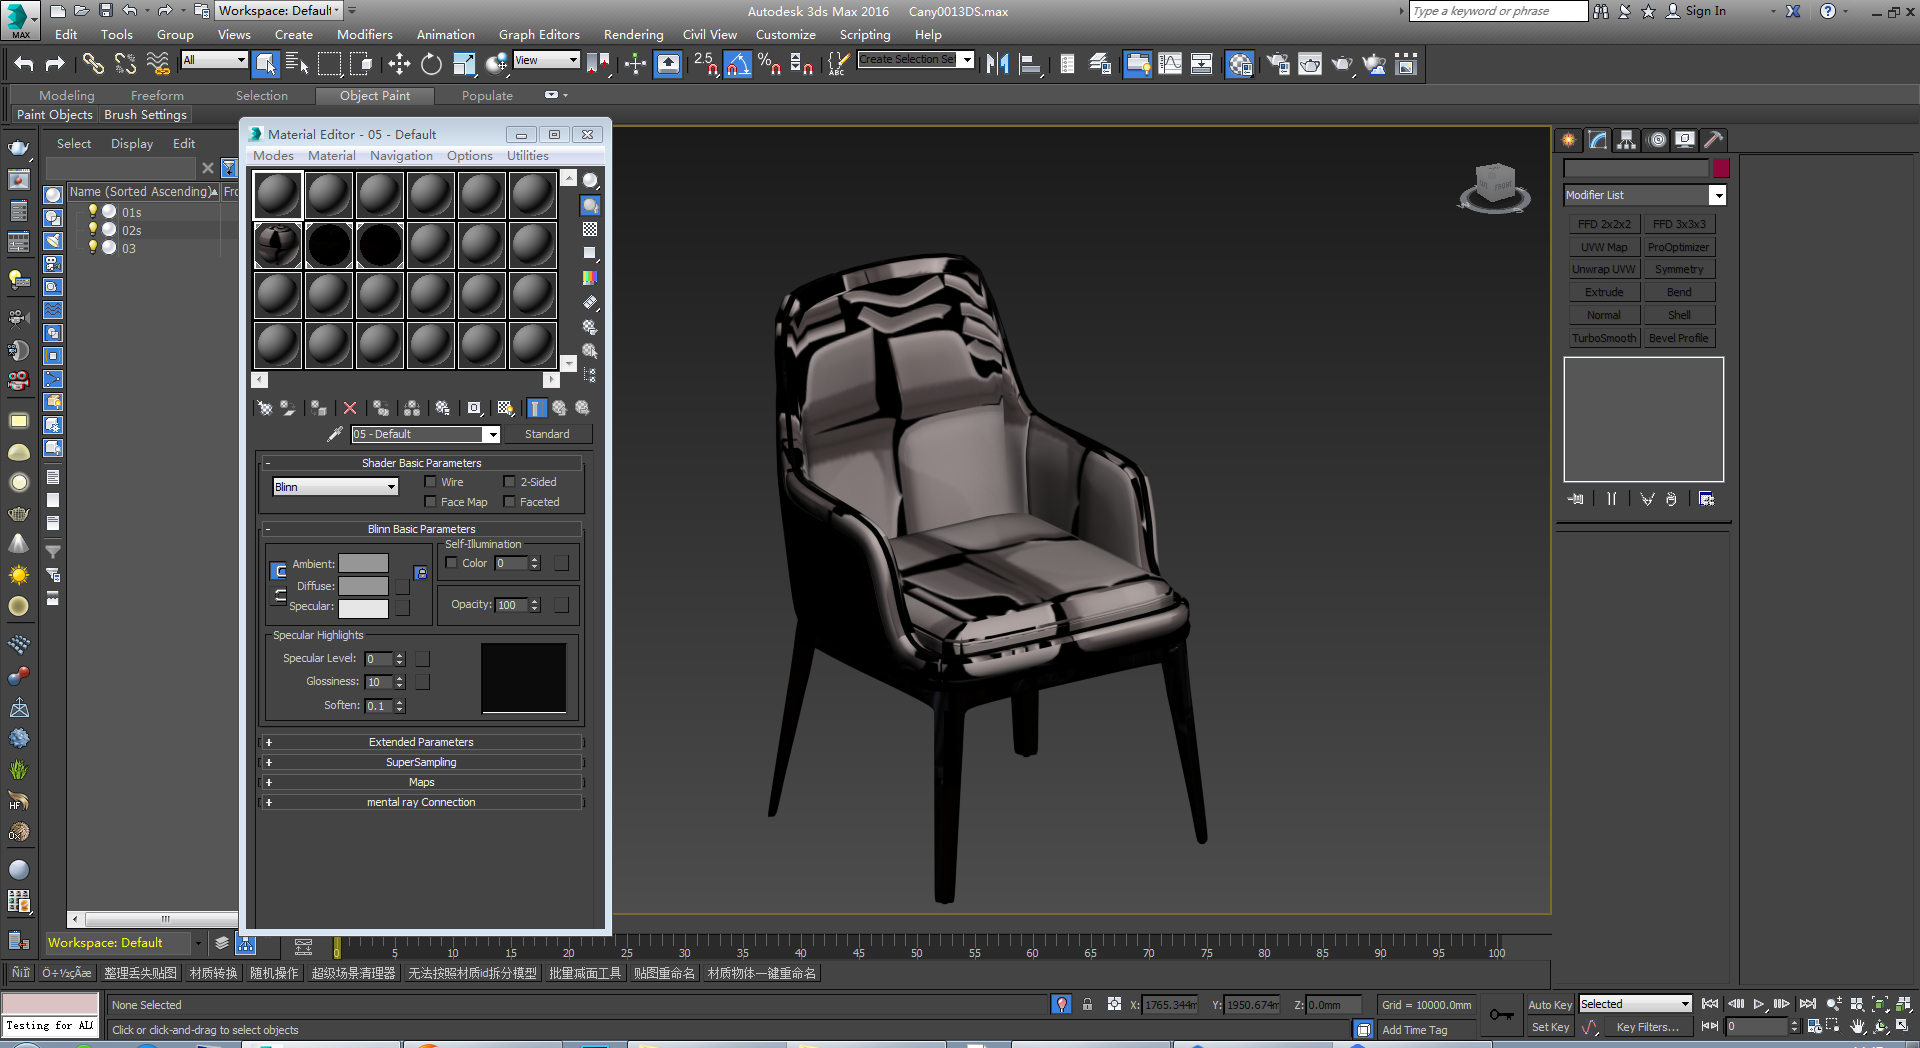 Workspace: Default
Autodesk 3ds Max 2016    Cany0013DS.max
Type a keyword or phrase
Sign In
MAX
Edit Tools Group Views Create Modifiers Animation Graph Editors Rendering Civil View Customize Scripting Help
All
View
2.5
ABC
Create Selection Se
Modeling Freeform Selection Object Paint Populate
Paint Objects Brush Settings
Select Display Edit
Name (Sorted Ascending)
01s
02s
03
Material Editor - 05 - Default
Modes Material Navigation Options Utilities
05 - Default
Standard
Shader Basic Parameters
Blinn
Wire
2-Sided
Face Map
Faceted
Blinn Basic Parameters
Self-Illumination
Ambient:
Color 0
Diffuse:
Specular:
Opacity: 100
Specular Highlights
Specular Level: 0
Glossiness: 10
Soften: 0.1
Extended Parameters
SuperSampling
Maps
mental ray Connection
FRONT
Modifier List
FFD 2x2x2 FFD 3x3x3
UVW Map ProOptimizer
Unwrap UVW Symmetry
Extrude Bend
Normal Shell
TurboSmooth Bevel Profile
HF
Workspace: Default
0 5 10 15 20 25 30 35 40 45 50 55 60 65 70 75 80 85 90 95 100
Ö÷½çÃæ 整理丢失贴图 材质转换 随机操作 超级场景清理器 无法按照材质id拆分模型 批量减面工具 贴图重命名 材质物体一键重命名
None Selected
X: 1765.344m Y: 1950.674m Z: 0.0mm Grid = 10000.0mm
Auto Key Selected
Testing for AL
Click or click-and-drag to select objects
Add Time Tag
Set Key Key Filters...
0